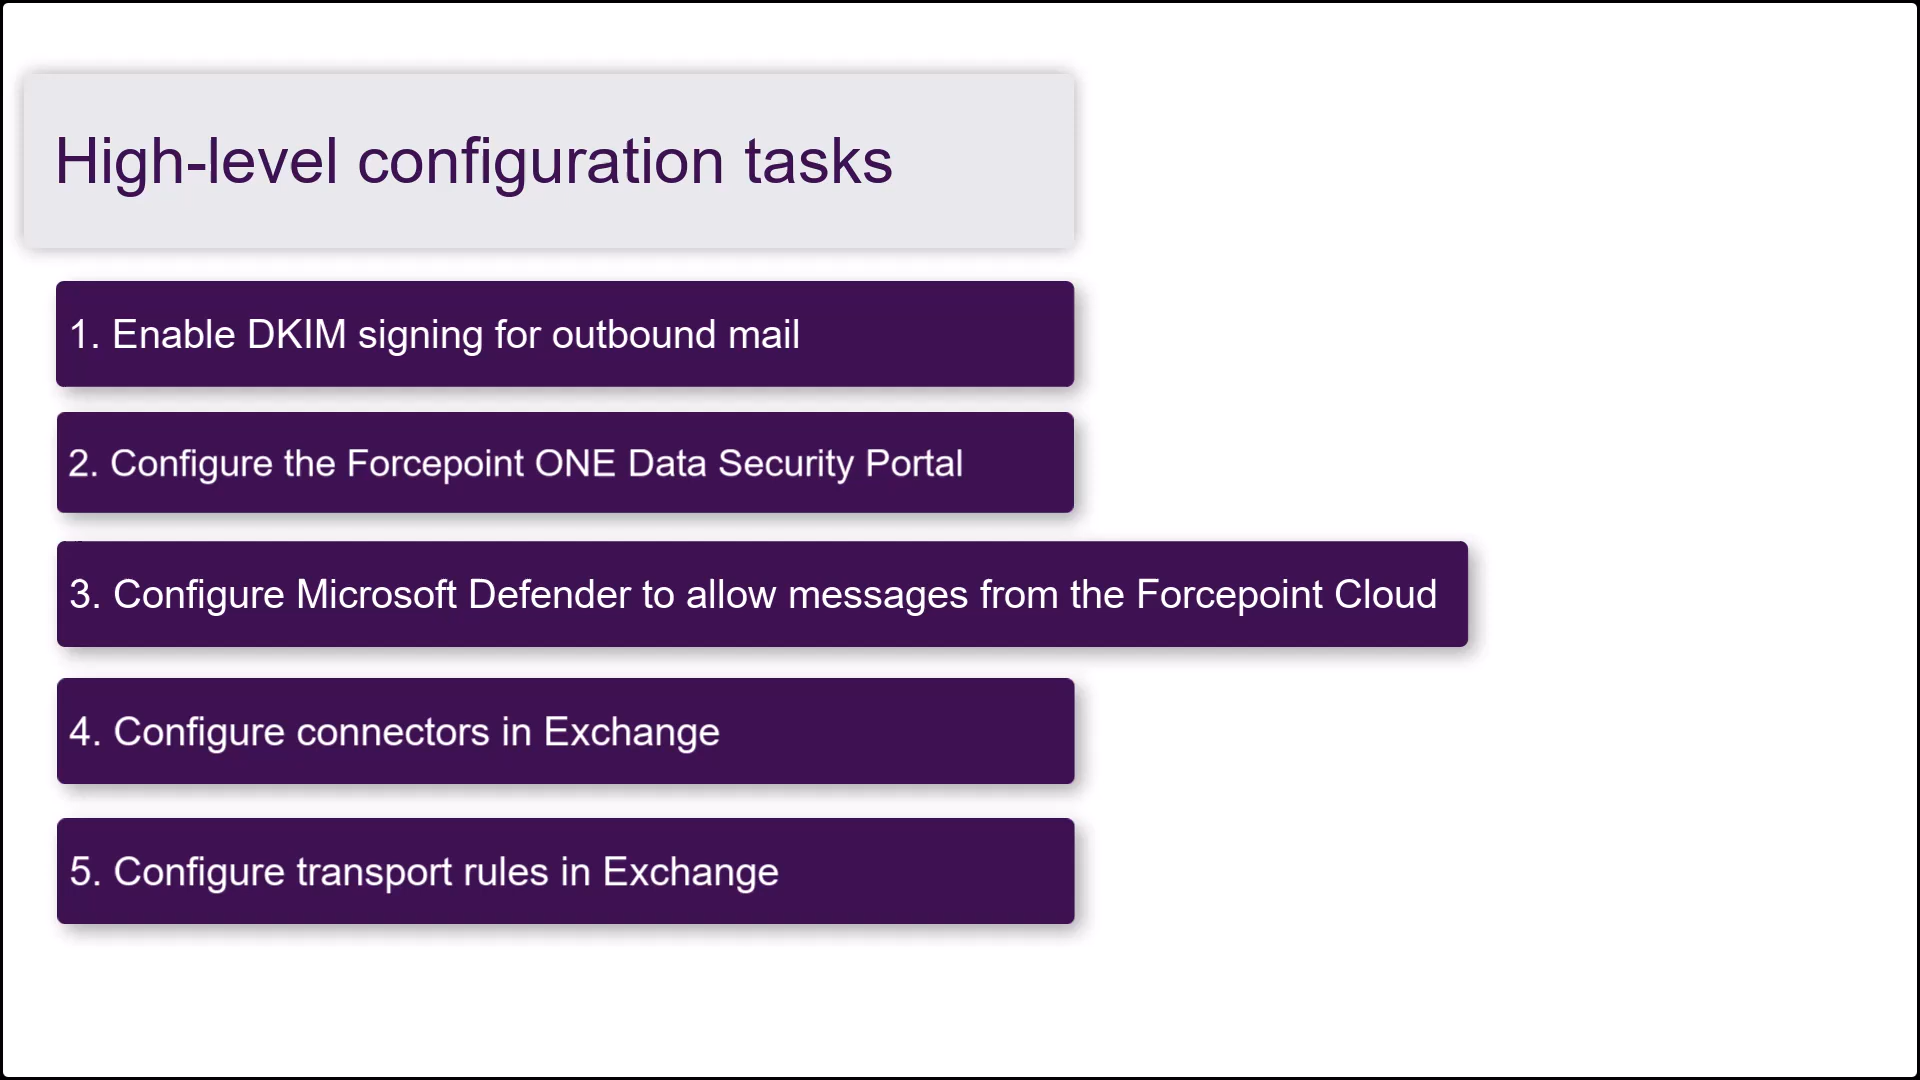 High-level configuration tasks
1. Enable DKIM signing for outbound mail
2. Configure the Forcepoint ONE Data Security Portal
3. Configure Microsoft Defender to allow messages from the Forcepoint Cloud
4. Configure connectors in Exchange
5. Configure transport rules in Exchange